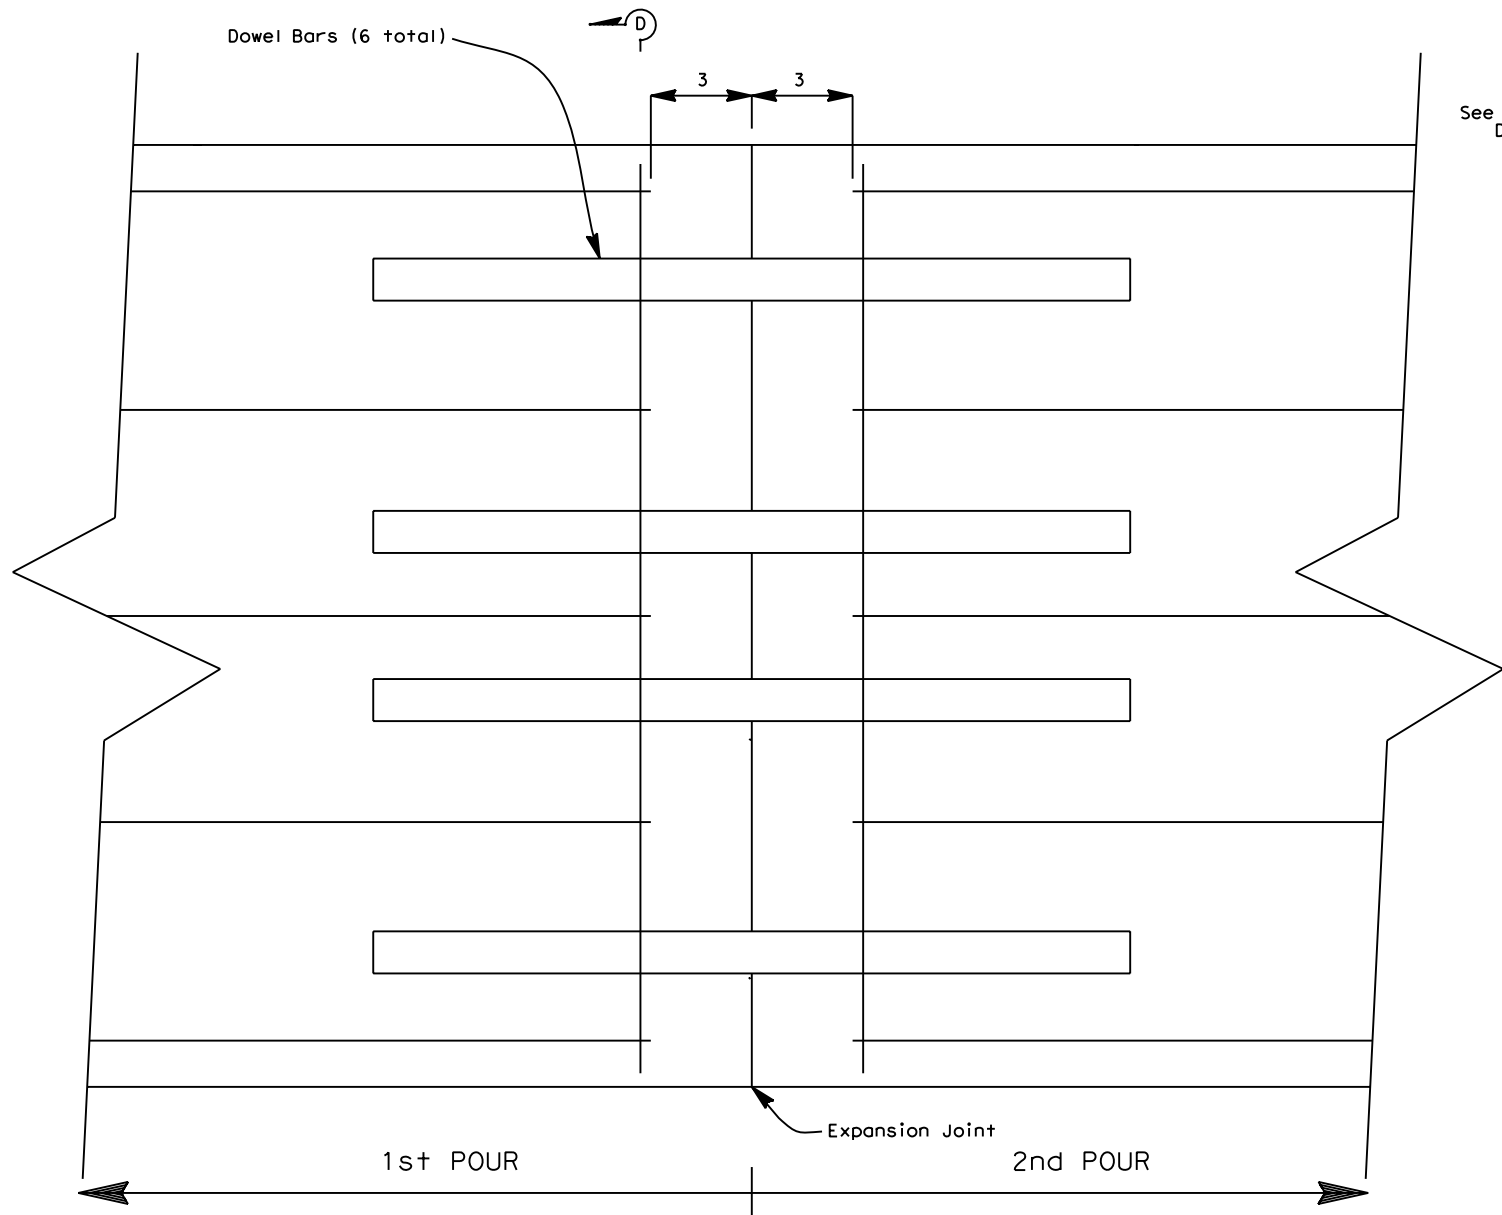 D
Dowel Bars (6 total)
3 3
See
D
Expansion Joint
1st POUR
2nd POUR